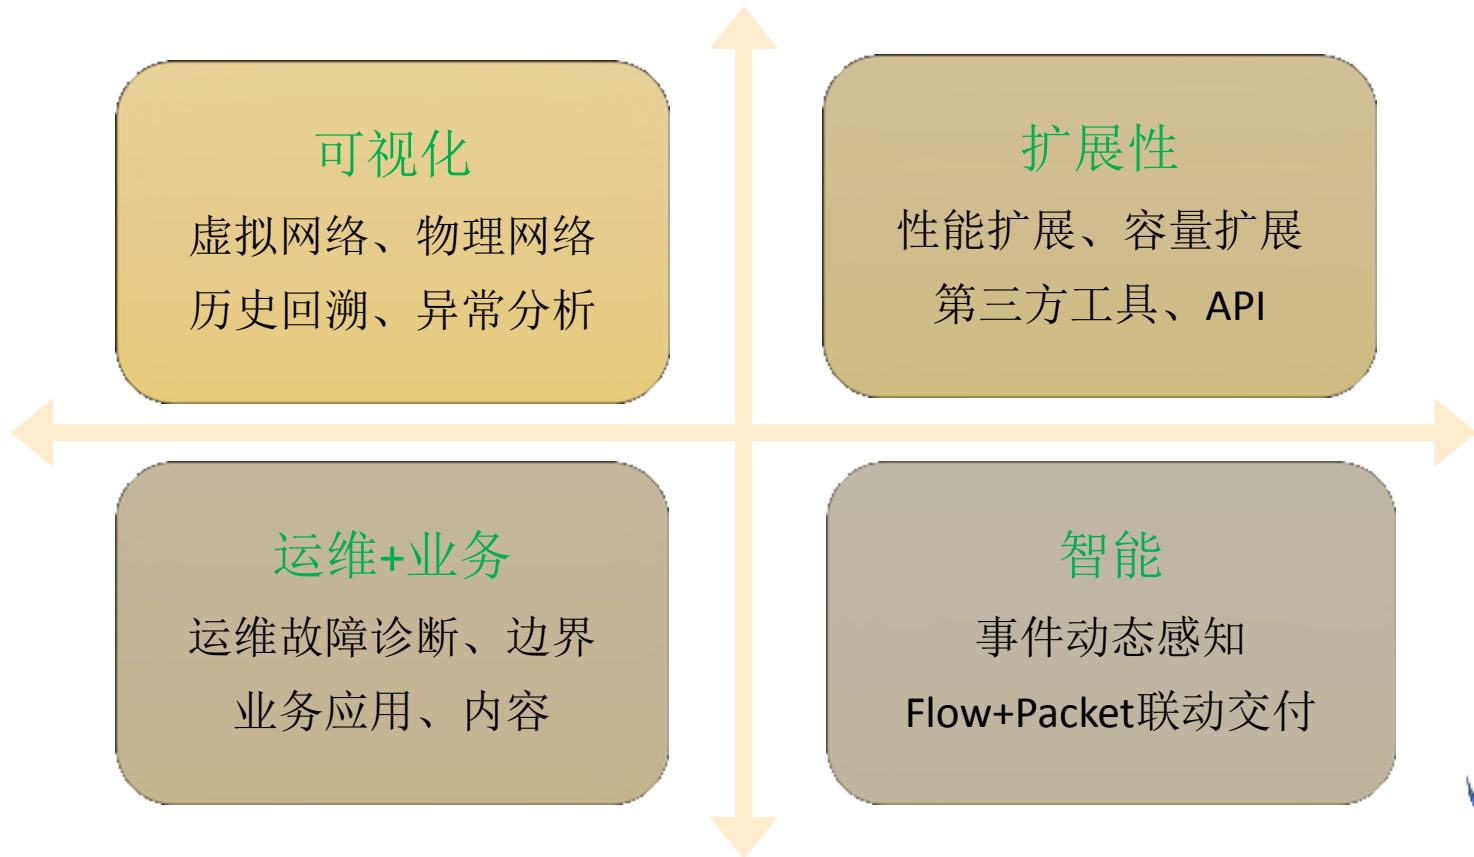 可视化
虚拟网络、物理网络
历史回溯、异常分析
扩展性
性能扩展、容量扩展
第三方工具、API
运维+业务
运维故障诊断、边界
业务应用、内容
智能
事件动态感知
Flow+Packet联动交付